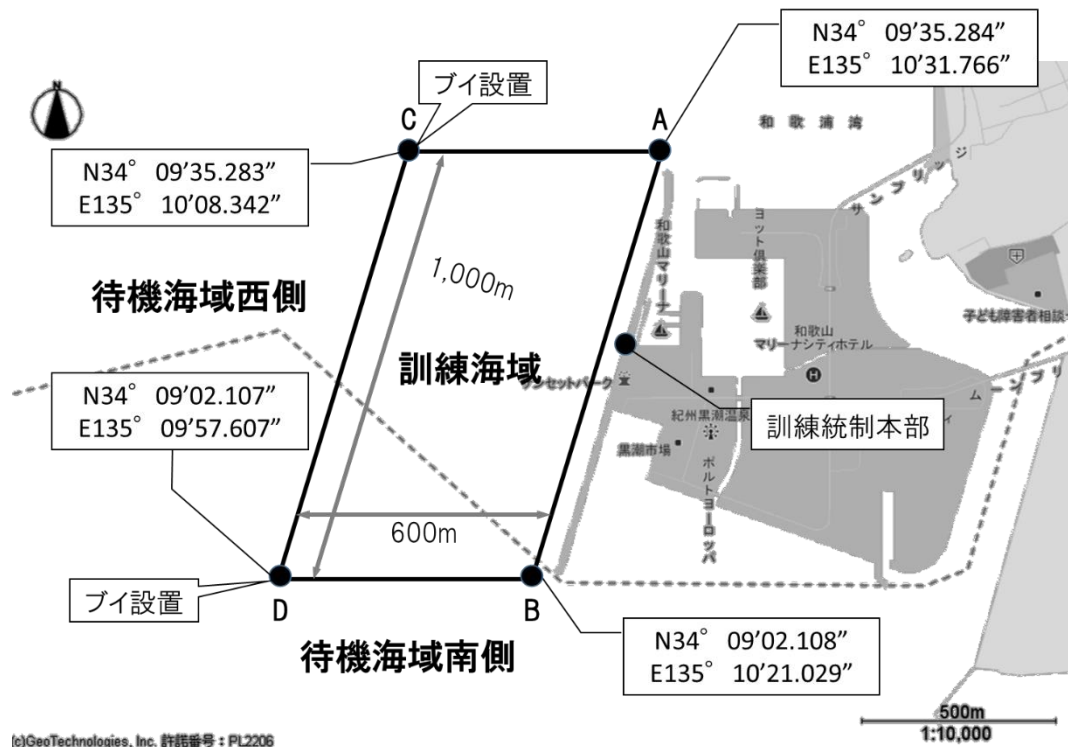 N34° 09’35.284”
E135° 10’31.766”
N
ブイ設置
C
A
和歌浦湾
N34° 09’35.283”
E135° 10’08.342”
サンブリッジ
和歌山マリーナ
ヨット倶楽部
1,000m
待機海域西側
子ども障害者相談
和歌山
マリーナシティホテル
訓練海域
サンセットパーク
H
ムーンブリ
N34° 09’02.107”
E135° 09’57.607”
紀州黒潮温泉
訓練統制本部
ィ
黒潮市場
ポルトヨーロッパ
600m
ブイ設置
D
B
待機海域南側
N34° 09’02.108”
E135° 10’21.029”
500m
1:10,000
(c)GeoTechnologies, Inc. 許諾番号：PL2206